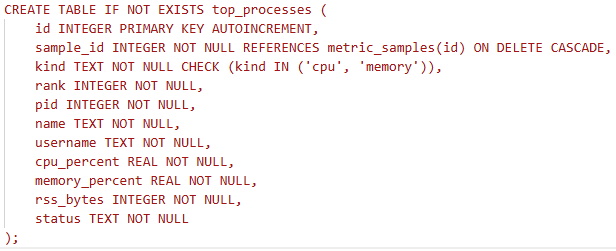 CREATE TABLE IF NOT EXISTS top_processes (
    id INTEGER PRIMARY KEY AUTOINCREMENT,
    sample_id INTEGER NOT NULL REFERENCES metric_samples(id) ON DELETE CASCADE,
    kind TEXT NOT NULL CHECK (kind IN ('cpu', 'memory')),
    rank INTEGER NOT NULL,
    pid INTEGER NOT NULL,
    name TEXT NOT NULL,
    username TEXT NOT NULL,
    cpu_percent REAL NOT NULL,
    memory_percent REAL NOT NULL,
    rss_bytes INTEGER NOT NULL,
    status TEXT NOT NULL
);